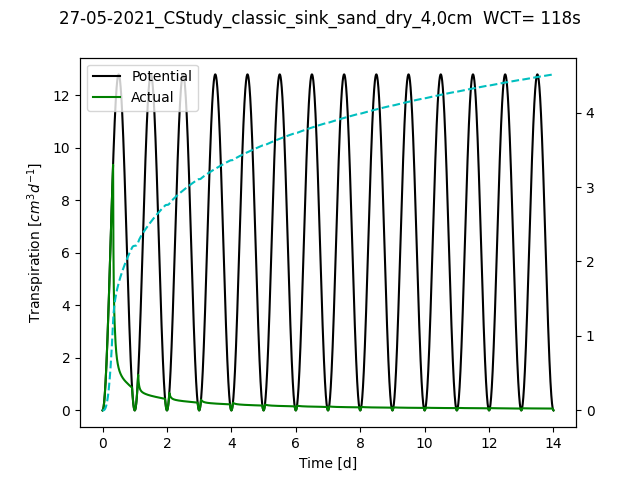 27-05-2021_CStudy_classic_sink_sand_dry_4,0cm  WCT= 118s
Potential
Actual
Transpiration [cm³d⁻¹]
12
10
8
6
4
2
0
4
3
2
1
0
0 2 4 6 8 10 12 14
Time [d]